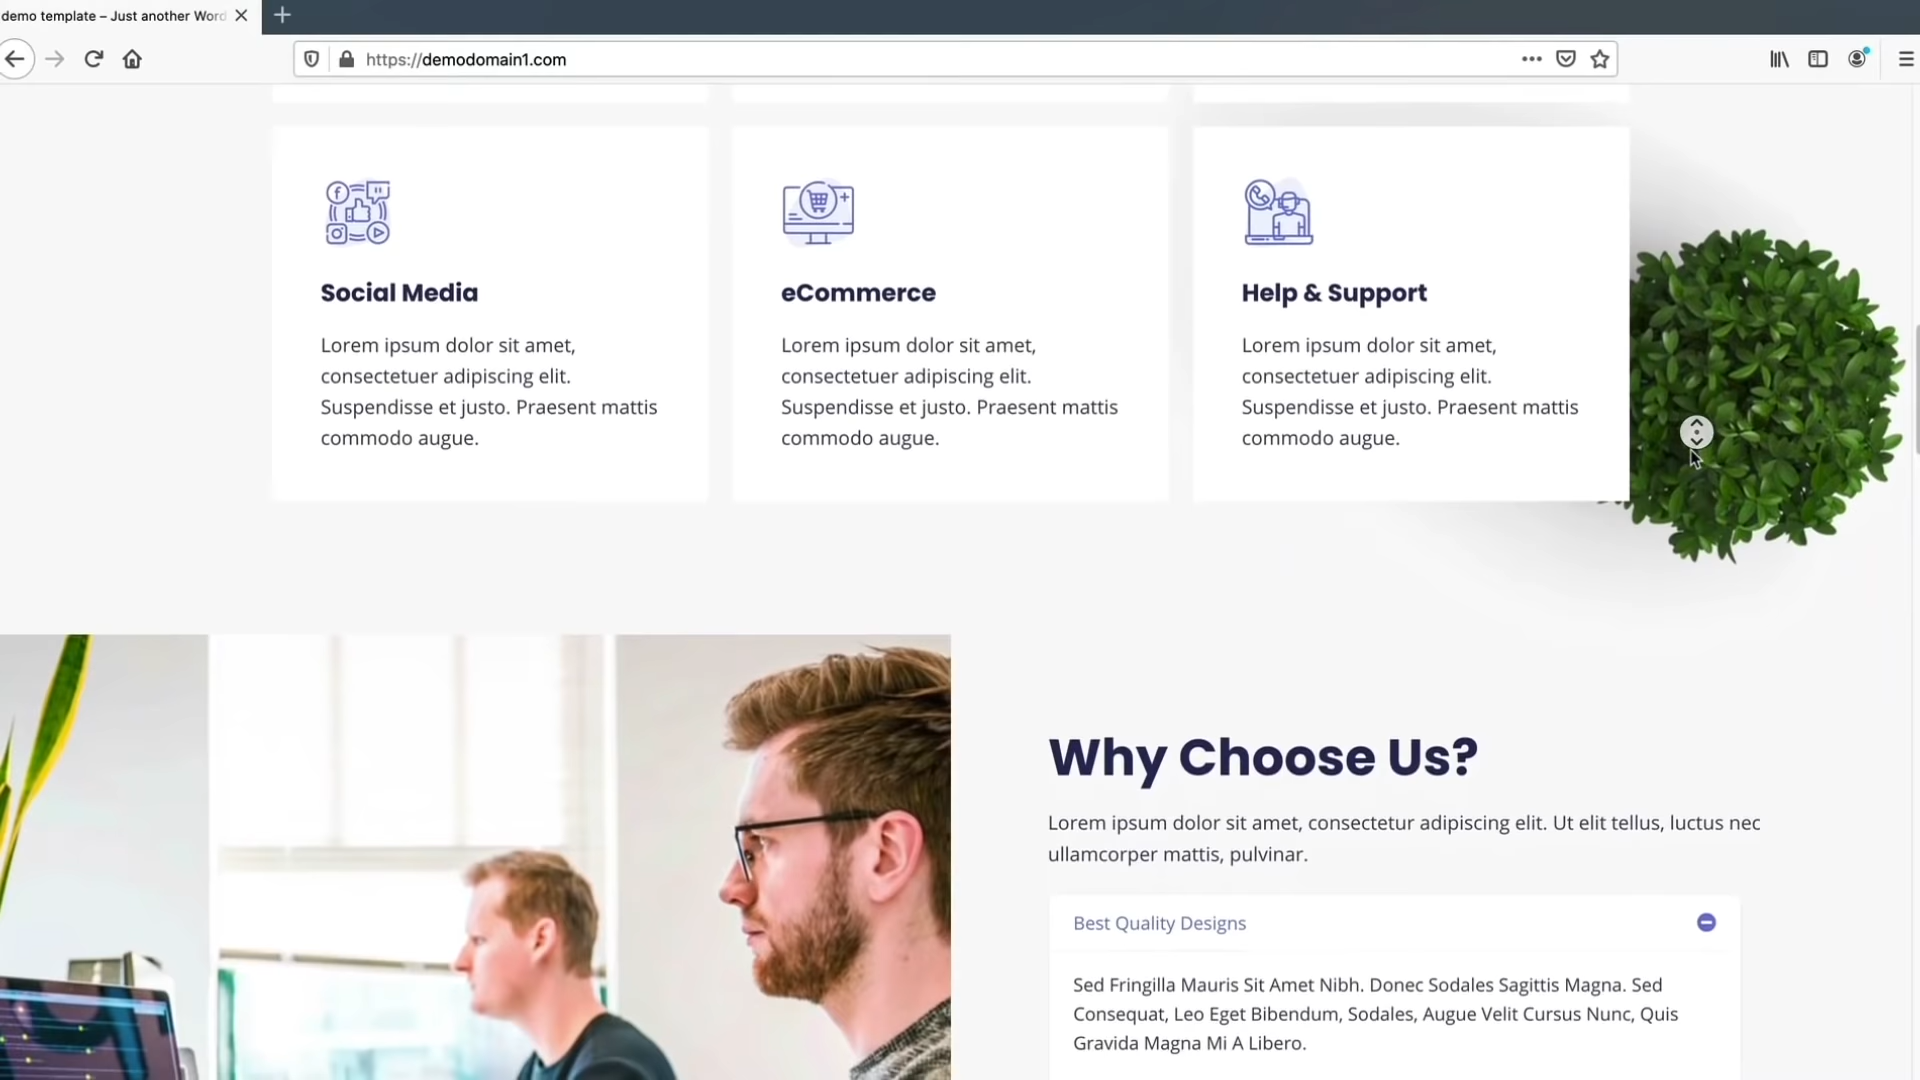 demo template – Just another Word
https://demodomain1.com
Social Media
Lorem ipsum dolor sit amet,
consectetuer adipiscing elit.
Suspendisse et justo. Praesent mattis
commodo augue.
eCommerce
Lorem ipsum dolor sit amet,
consectetuer adipiscing elit.
Suspendisse et justo. Praesent mattis
commodo augue.
Help & Support
Lorem ipsum dolor sit amet,
consectetuer adipiscing elit.
Suspendisse et justo. Praesent mattis
commodo augue.
Why Choose Us?
Lorem ipsum dolor sit amet, consectetur adipiscing elit. Ut elit tellus, luctus nec
ullamcorper mattis, pulvinar.
Best Quality Designs
Sed Fringilla Mauris Sit Amet Nibh. Donec Sodales Sagittis Magna. Sed
Consequat, Leo Eget Bibendum, Sodales, Augue Velit Cursus Nunc, Quis
Gravida Magna Mi A Libero.